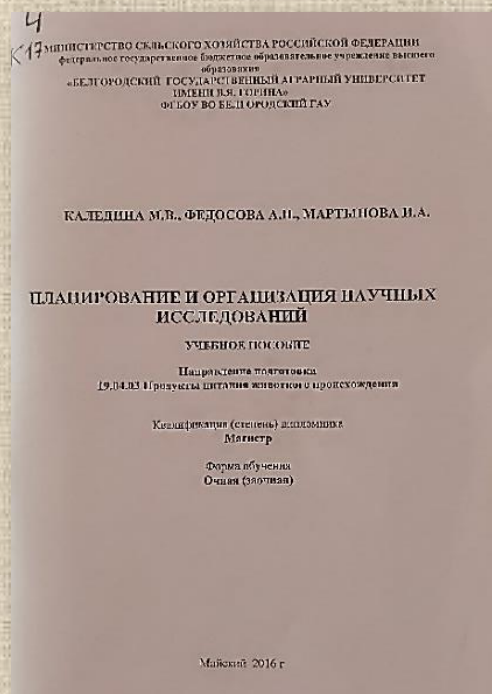 Ч
К17 МИНИСТЕРСТВО СЕЛЬСКОГО ХОЗЯЙСТВА РОССИЙСКОЙ ФЕДЕРАЦИИ
федеральное государственное бюджетное образовательное учреждение высшего
образования
«БЕЛГОРОДСКИЙ ГОСУДАРСТВЕННЫЙ АГРАРНЫЙ УНИВЕРСИТЕТ
ИМЕНИ В.Я. ГОРИНА»
ФГБОУ ВО БЕЛГОРОДСКИЙ ГАУ
КАЛЕДИНА М.В., ФЕДОСОВА А.Н., МАРТЫНОВА И.А.
ПЛАНИРОВАНИЕ И ОРГАНИЗАЦИЯ НАУЧНЫХ
ИССЛЕДОВАНИЙ
УЧЕБНОЕ ПОСОБИЕ
Направление подготовки
19.04.03 Продукты питания животного происхождения
Квалификация (степень) дипломника
Магистр
Форма обучения
Очная (заочная)
Майский 2016 г